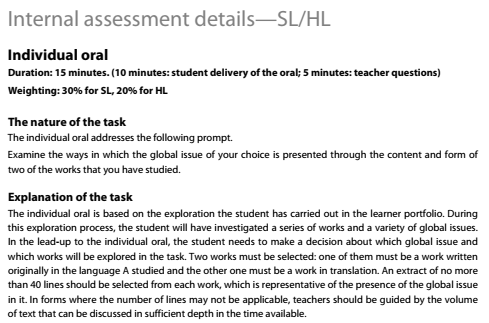 Internal assessment details—SL/HL
Individual oral
Duration: 15 minutes. (10 minutes: student delivery of the oral; 5 minutes: teacher questions)
Weighting: 30% for SL, 20% for HL
The nature of the task
The individual oral addresses the following prompt.
Examine the ways in which the global issue of your choice is presented through the content and form of
two of the works that you have studied.
Explanation of the task
The individual oral is based on the exploration the student has carried out in the learner portfolio. During
this exploration process, the student will have investigated a series of works and a variety of global issues.
In the lead-up to the individual oral, the student needs to make a decision about which global issue and
which works will be explored in the task. Two works must be selected: one of them must be a work written
originally in the language A studied and the other one must be a work in translation. An extract of no more
than 40 lines should be selected from each work, which is representative of the presence of the global issue
in it. In forms where the number of lines may not be applicable, teachers should be guided by the volume
of text that can be discussed in sufficient depth in the time available.